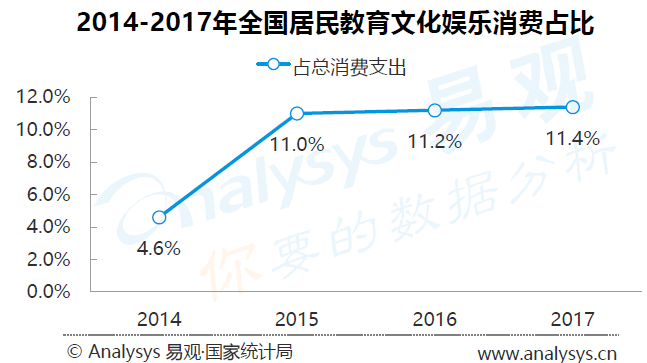 2014-2017年全国居民教育文化娱乐消费占比
占总消费支出
12.0%
10.0%
8.0%
6.0%
4.0%
2.0%
0.0%
4.6%
11.0%
11.2%
11.4%
2014
2015
2016
2017
analysys 易观
你要的数据分析
© Analysys 易观·国家统计局
www.analysys.cn